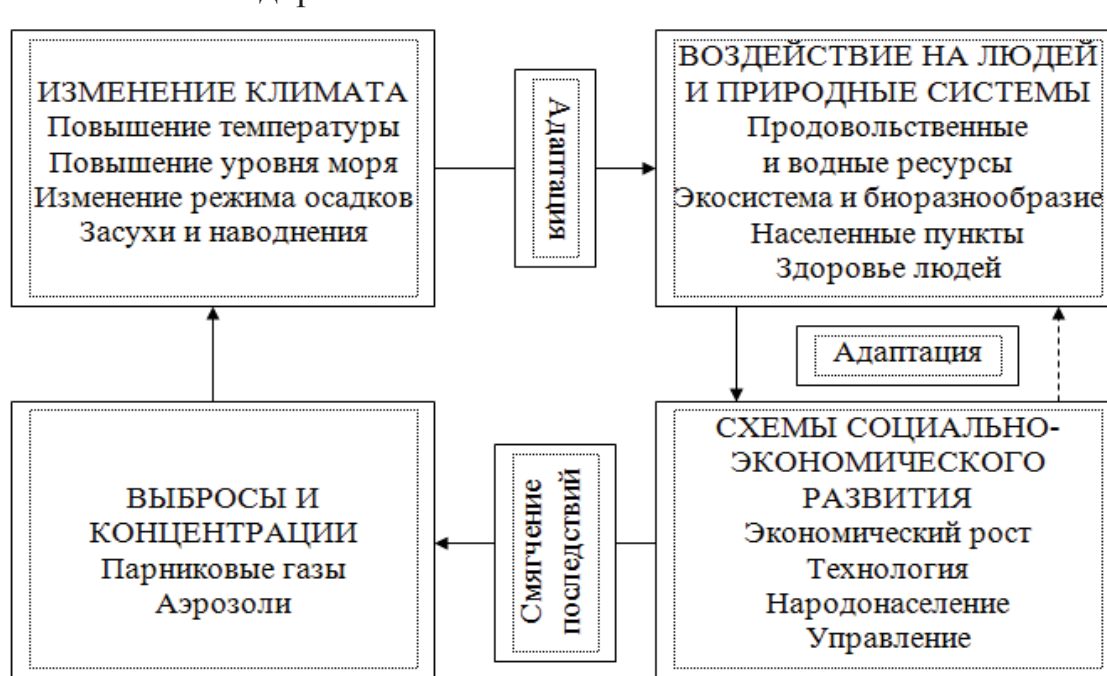 ИЗМЕНЕНИЕ КЛИМАТА
Повышение температуры
Повышение уровня моря
Изменение режима осадков
Засухи и наводнения
Адаптация
ВОЗДЕЙСТВИЕ НА ЛЮДЕЙ
И ПРИРОДНЫЕ СИСТЕМЫ
Продовольственные
и водные ресурсы
Экосистема и биоразнообразие
Населенные пункты
Здоровье людей
Адаптация
ВЫБРОСЫ И
КОНЦЕНТРАЦИИ
Парниковые газы
Аэрозоли
Смягчение
последствий
СХЕМЫ СОЦИАЛЬНО-
ЭКОНОМИЧЕСКОГО
РАЗВИТИЯ
Экономический рост
Технология
Народонаселение
Управление